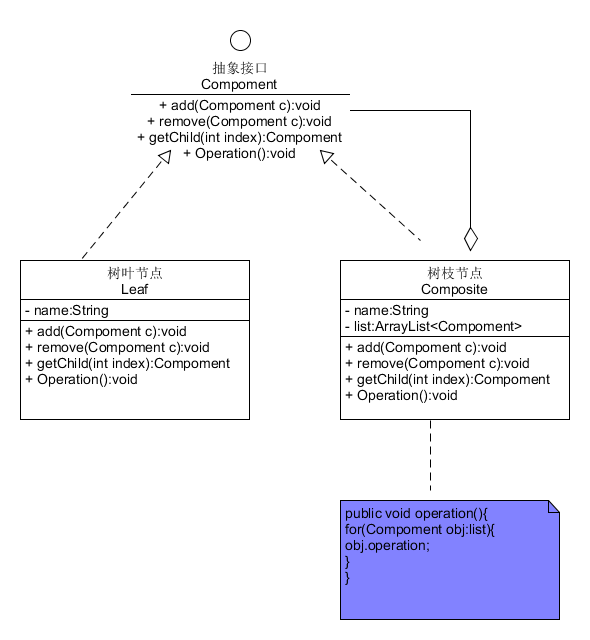 抽象接口
Compoment
+ add(Compoment c):void
+ remove(Compoment c):void
+ getChild(int index):Compoment
+ Operation():void
树叶节点
Leaf
- name:String
+ add(Compoment c):void
+ remove(Compoment c):void
+ getChild(int index):Compoment
+ Operation():void
树枝节点
Composite
- name:String
- list:ArrayList<Compoment>
+ add(Compoment c):void
+ remove(Compoment c):void
+ getChild(int index):Compoment
+ Operation():void
public void operation(){
for(Compoment obj:list){
obj.operation;
}
}